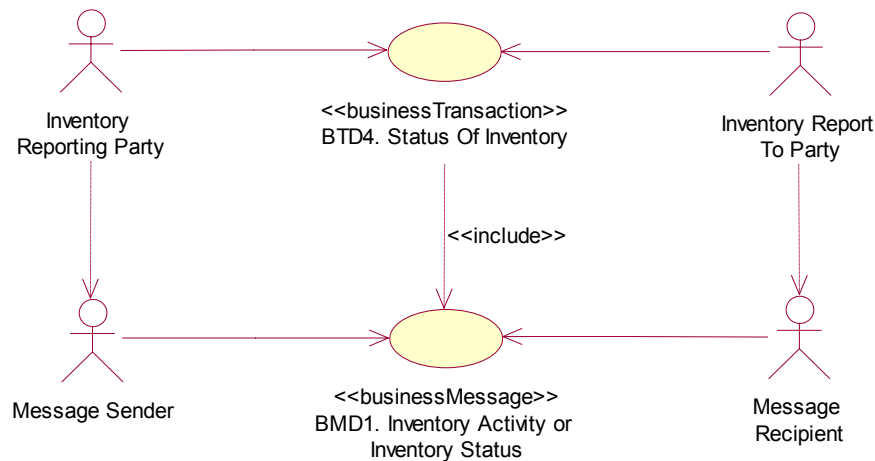 Inventory
Reporting Party
<<businessTransaction>>
BTD4. Status Of Inventory
Inventory Report
To Party
<<include>>
Message Sender
<<businessMessage>>
BMD1. Inventory Activity or
Inventory Status
Message
Recipient